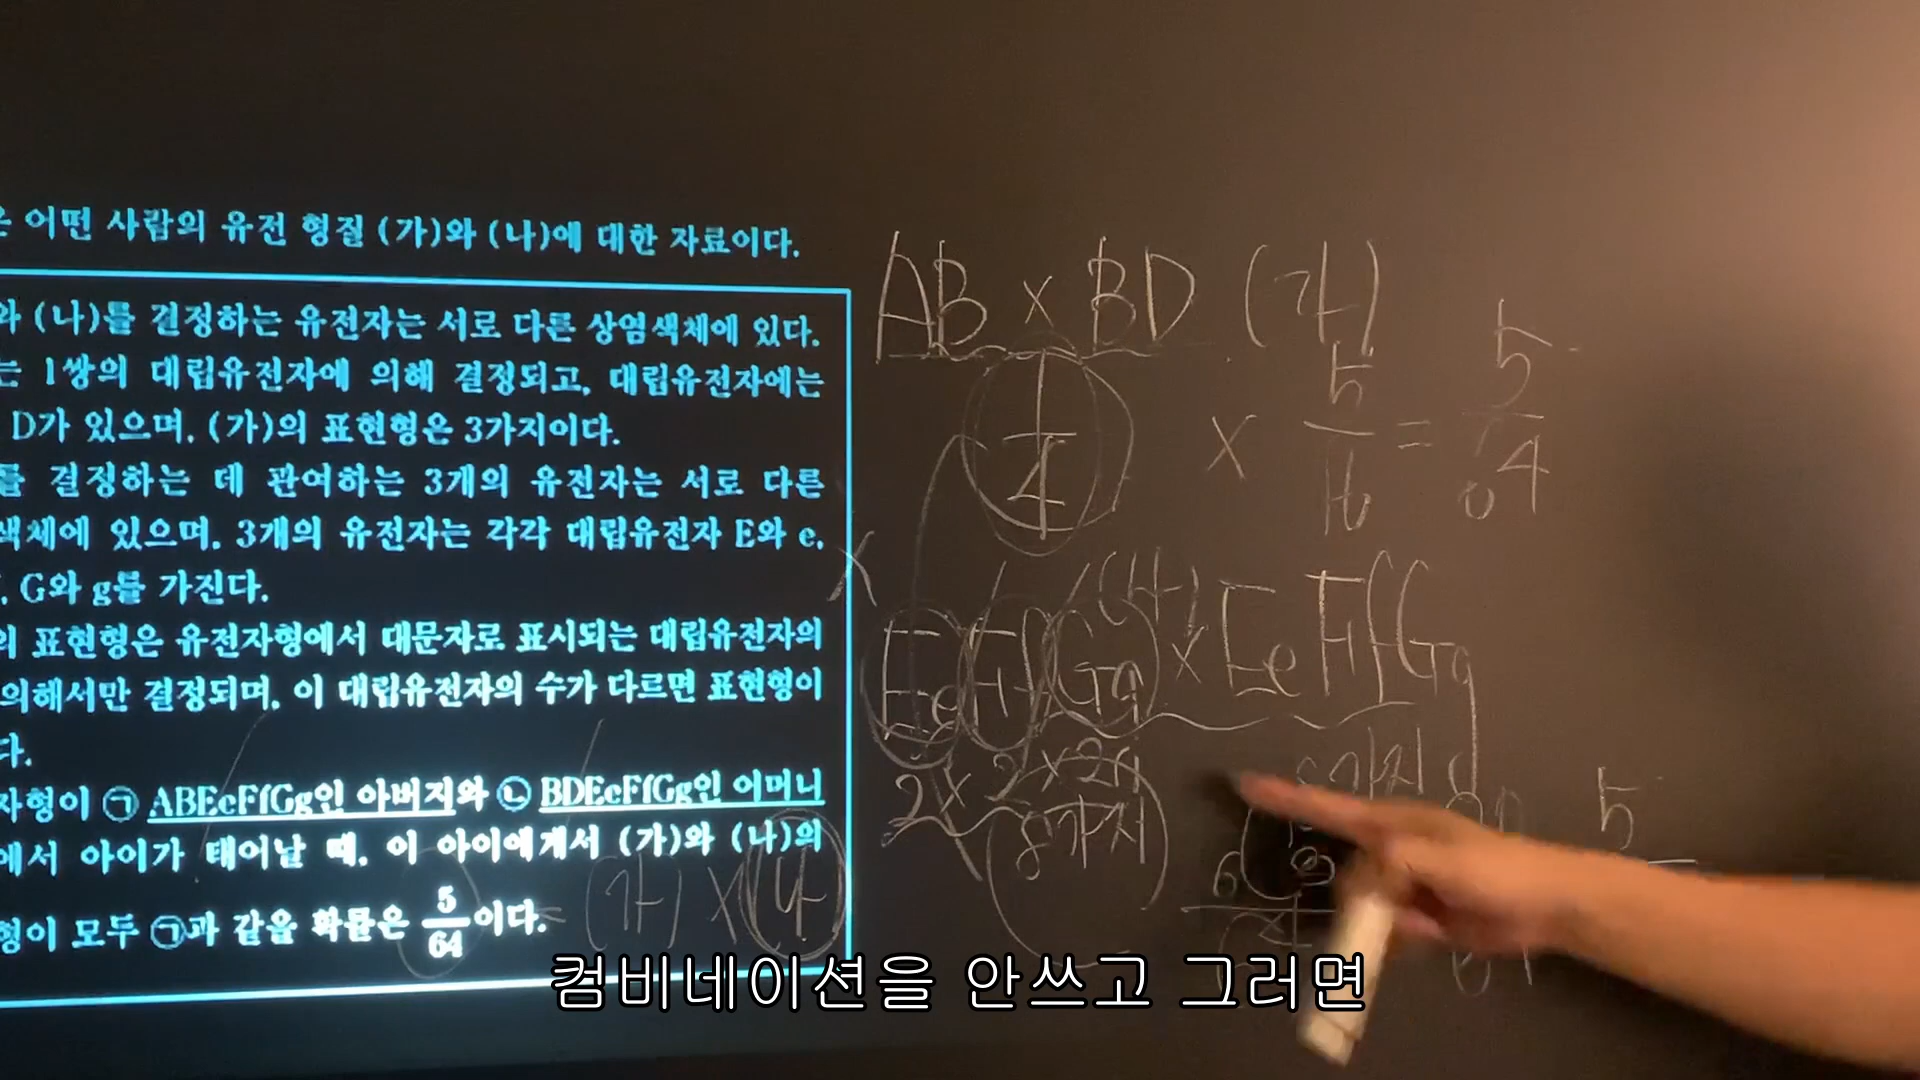 은 어떤 사람의 유전 형질 (가)와 (나)에 대한 자료이다.
와 (나)를 결정하는 유전자는 서로 다른 상염색체에 있다.
는 1쌍의 대립유전자에 의해 결정되고, 대립유전자에는
D가 있으며, (가)의 표현형은 3가지이다.
를 결정하는 데 관여하는 3개의 유전자는 서로 다른
색체에 있으며, 3개의 유전자는 각각 대립유전자 E와 e,
, G와 g를 가진다.
의 표현형은 유전자형에서 대문자로 표시되는 대립유전자의
의해서만 결정되며, 이 대립유전자의 수가 다르면 표현형이
다.
자형이 ㉠ ABEeFfGg인 아버지와 ㉡ BDEeFfGg인 어머니
에서 아이가 태어날 때, 이 아이에게서 (가)와 (나)의
형이 모두 ㉠과 같을 확률은 5/64이다.
= (가) × (나)
AB × BD (가)
1/4 × 5/16 = 5/64
(나)
EeFfGg × EeFfGg
2 × 2 × 2
8가지
8가지
5
컴비네이션을 안쓰고 그러면